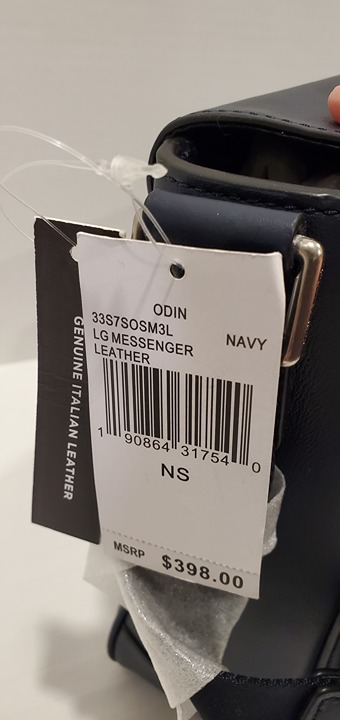 ODIN
33S7SOSM3L
LG MESSENGER NAVY
LEATHER
1 90864 31754 0
NS
MSRP $398.00
GENUINE ITALIAN LEATHER